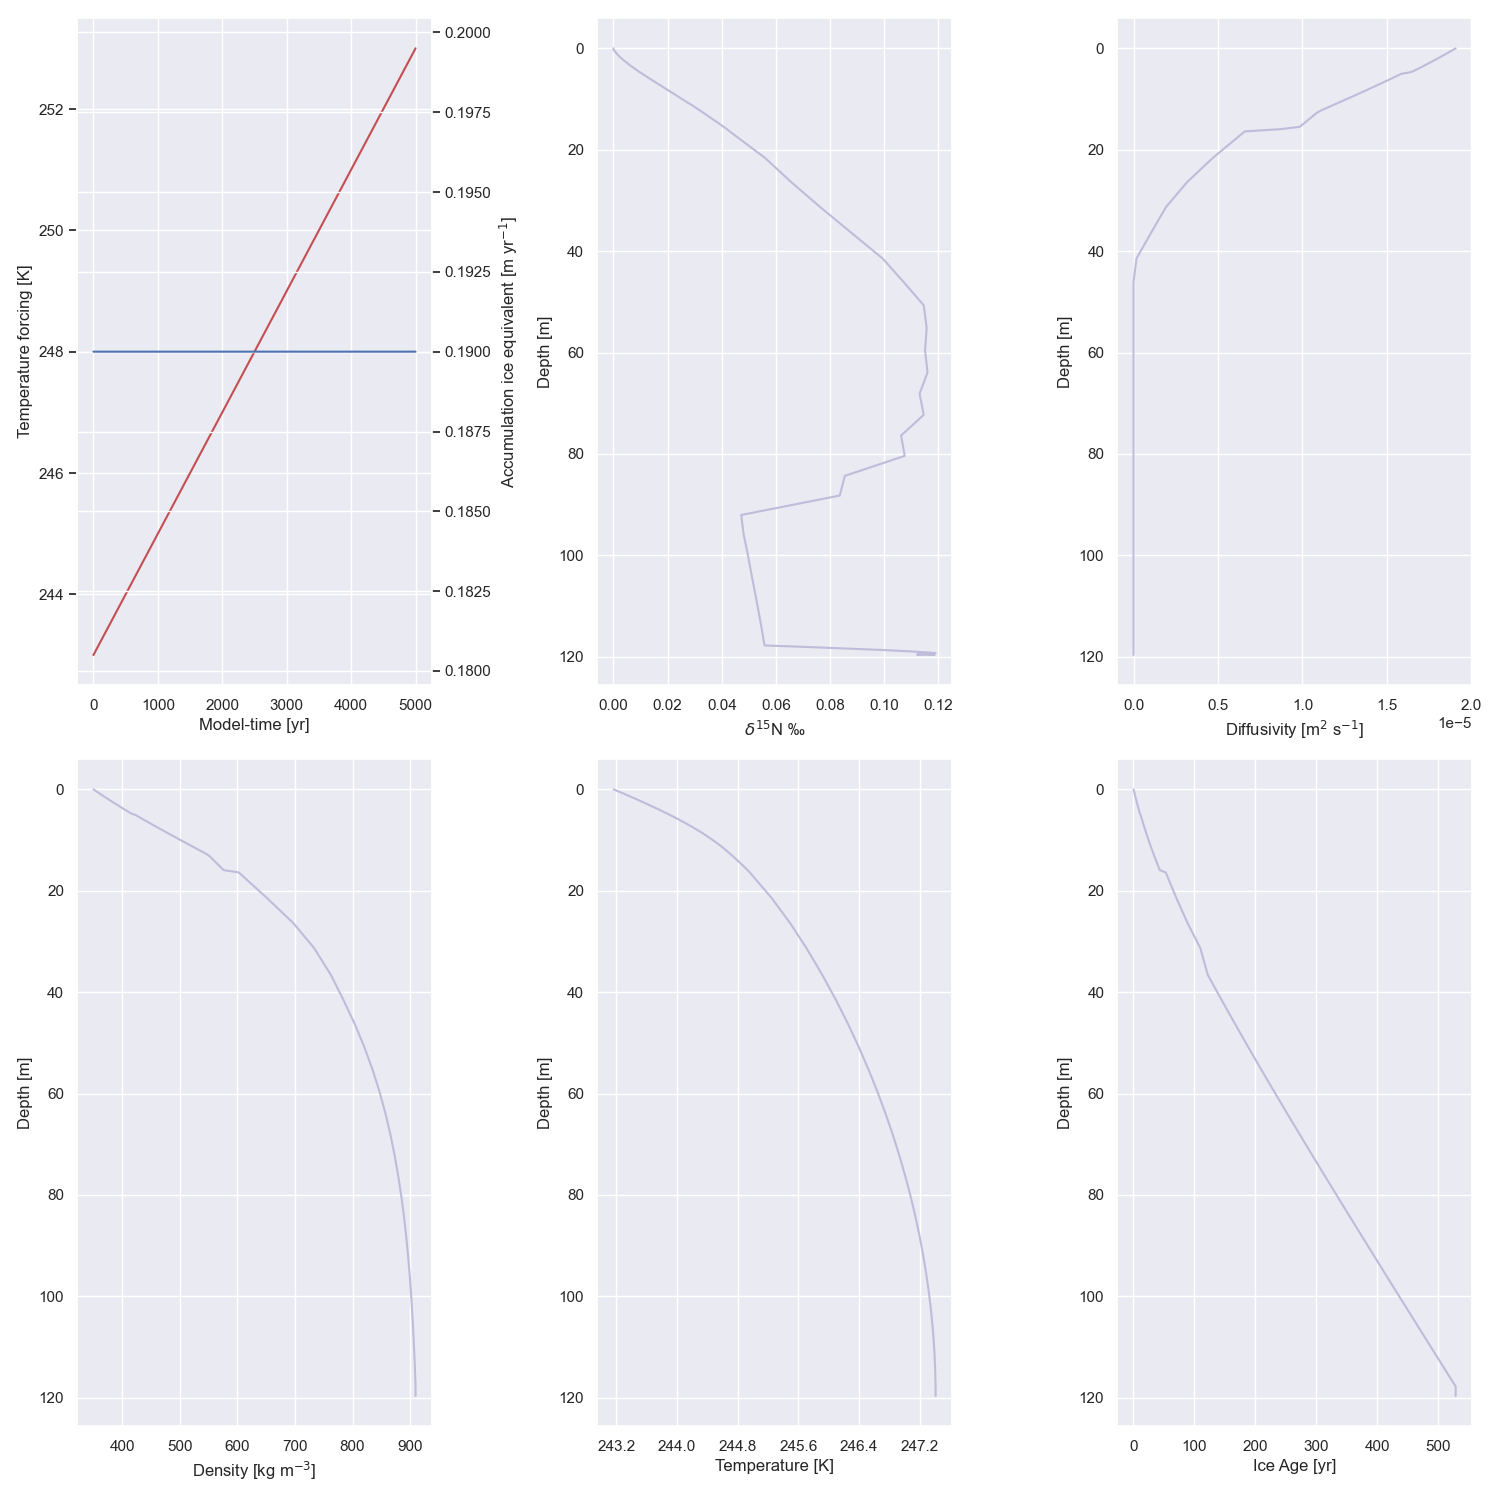 0.2000
252
0.1975
0.1950
250
0.1925
248
0.1900
0.1875
246
0.1850
244
0.1825
0.1800
0 1000 2000 3000 4000 5000
Model-time [yr]
Temperature forcing [K]
Accumulation ice equivalent [m yr⁻¹]
0
20
40
60
80
100
120
0.00 0.02 0.04 0.06 0.08 0.10 0.12
δ¹⁵N ‰
Depth [m]
0
20
40
60
80
100
120
0.0 0.5 1.0 1.5 2.0
1e−5
Diffusivity [m² s⁻¹]
Depth [m]
0
20
40
60
80
100
120
400 500 600 700 800 900
Density [kg m⁻³]
Depth [m]
0
20
40
60
80
100
120
243.2 244.0 244.8 245.6 246.4 247.2
Temperature [K]
Depth [m]
0
20
40
60
80
100
120
0 100 200 300 400 500
Ice Age [yr]
Depth [m]